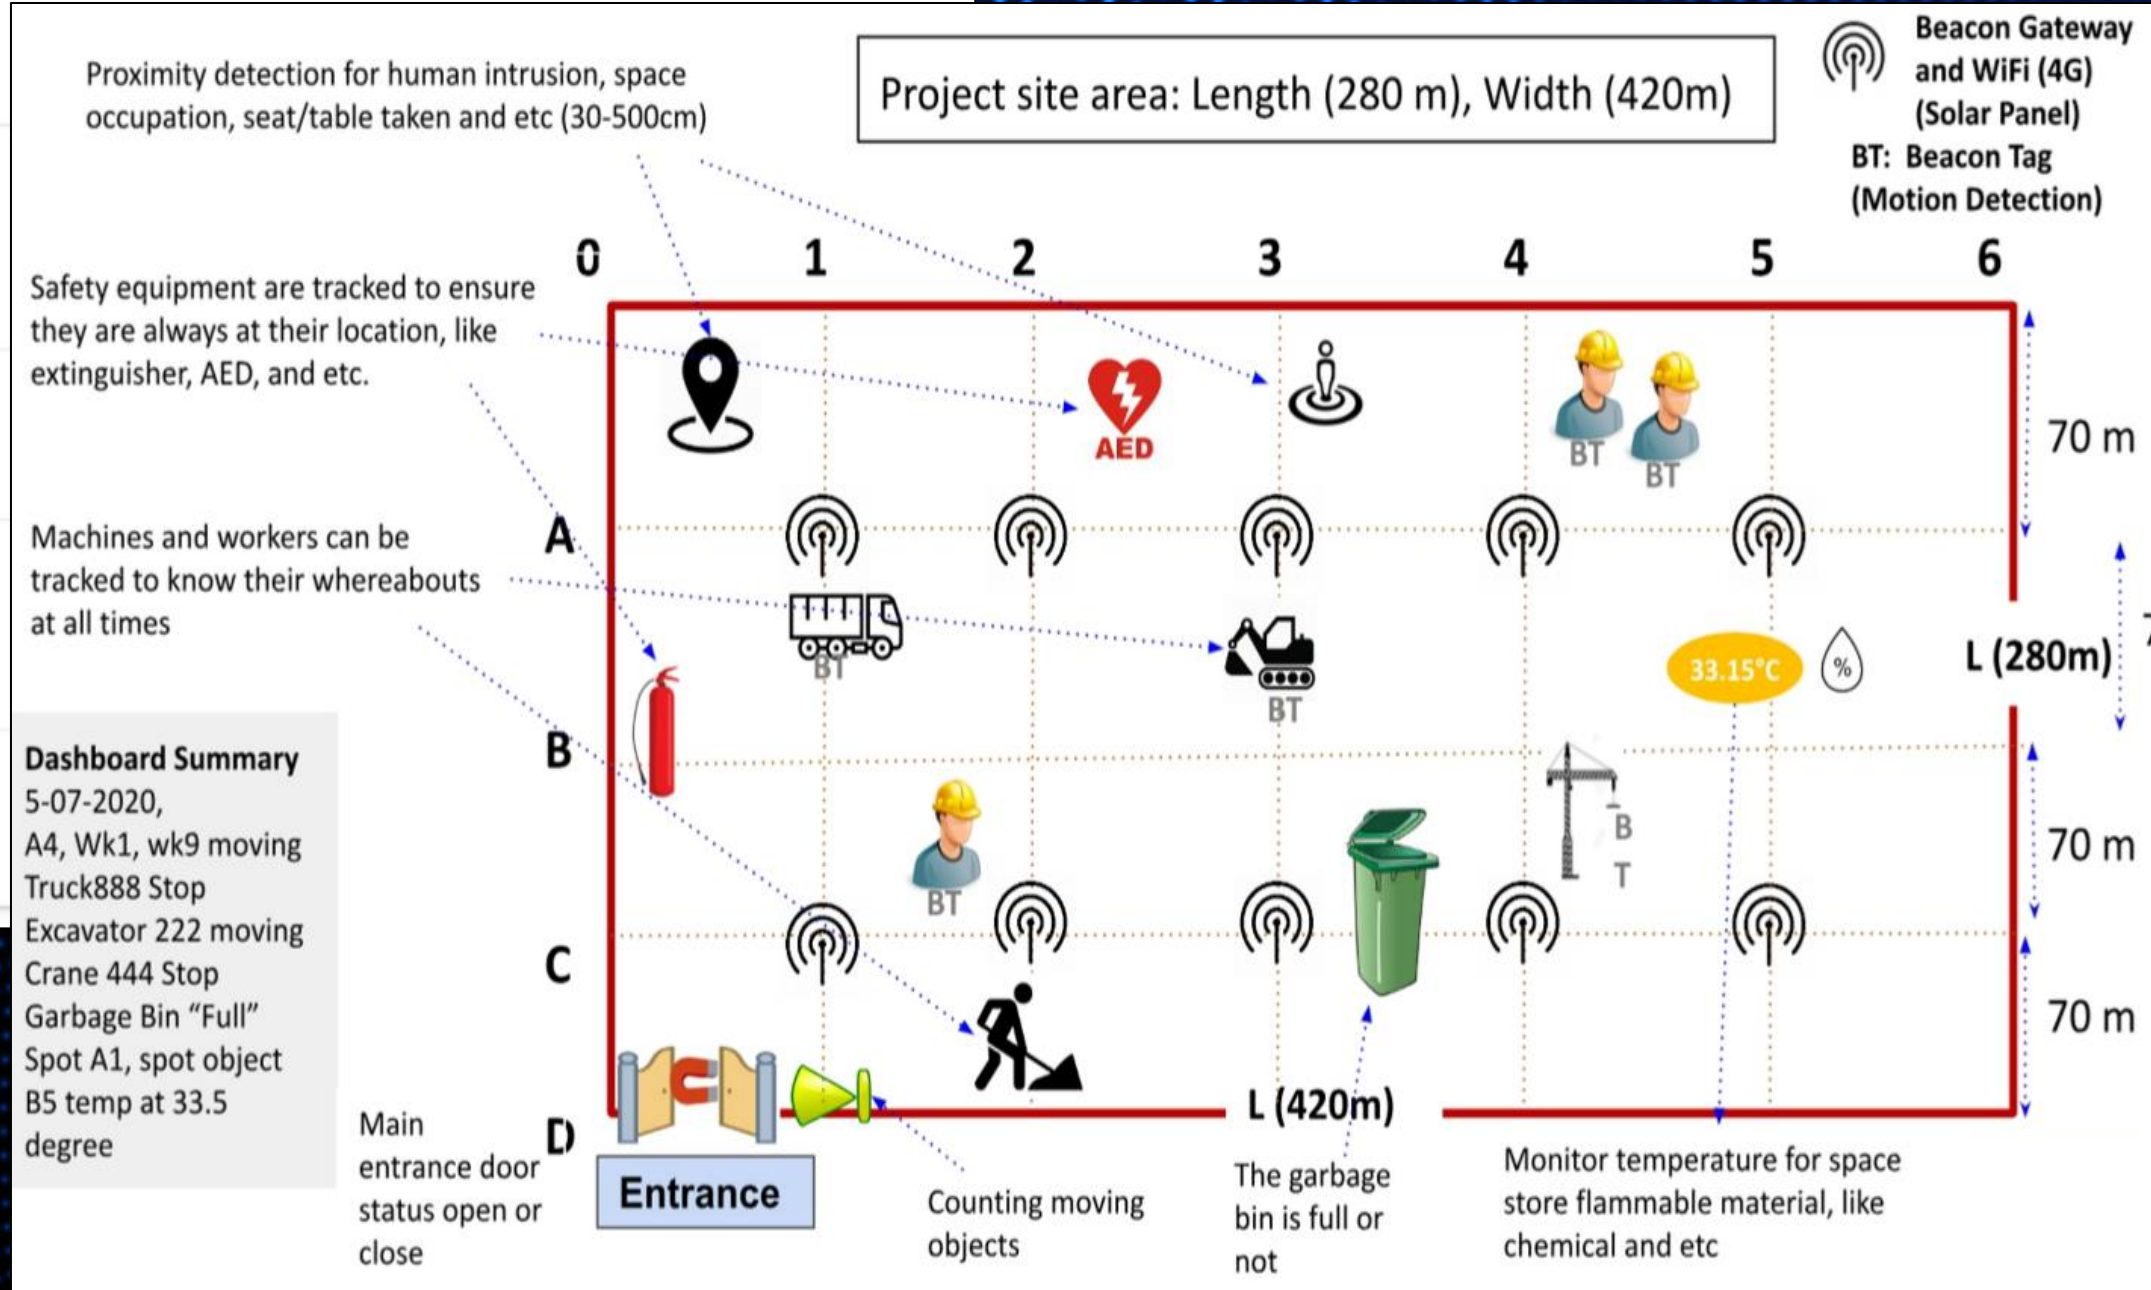 Proximity detection for human intrusion, space
occupation, seat/table taken and etc (30-500cm)
Project site area: Length (280 m), Width (420m)
Beacon Gateway
and WiFi (4G)
(Solar Panel)
BT: Beacon Tag
(Motion Detection)
0 1 2 3 4 5 6
Safety equipment are tracked to ensure
they are always at their location, like
extinguisher, AED, and etc.
AED
BT
BT
70 m
A
Machines and workers can be
tracked to know their whereabouts
at all times
BT
BT
33.15°C
%
L (280m)
B
Dashboard Summary
5-07-2020,
A4, Wk1, wk9 moving
Truck888 Stop
Excavator 222 moving
Crane 444 Stop
Garbage Bin “Full”
Spot A1, spot object
B5 temp at 33.5
degree
BT
B
T
70 m
C
70 m
D
L (420m)
Main
entrance door
status open or
close
Entrance
Counting moving
objects
The garbage
bin is full or
not
Monitor temperature for space
store flammable material, like
chemical and etc